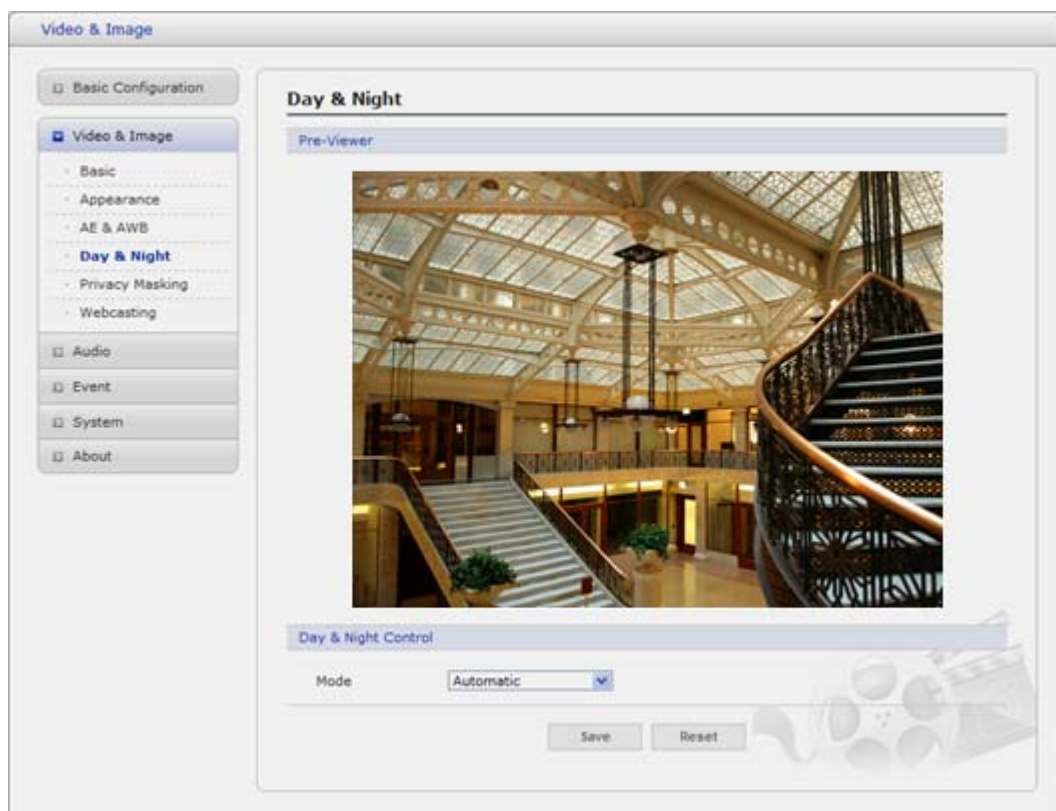 Video & Image
Basic Configuration
Video & Image
Basic
Appearance
AE & AWB
Day & Night
Privacy Masking
Webcasting
Audio
Event
System
About
Day & Night
Pre-Viewer
Day & Night Control
Mode
Automatic
Save
Reset